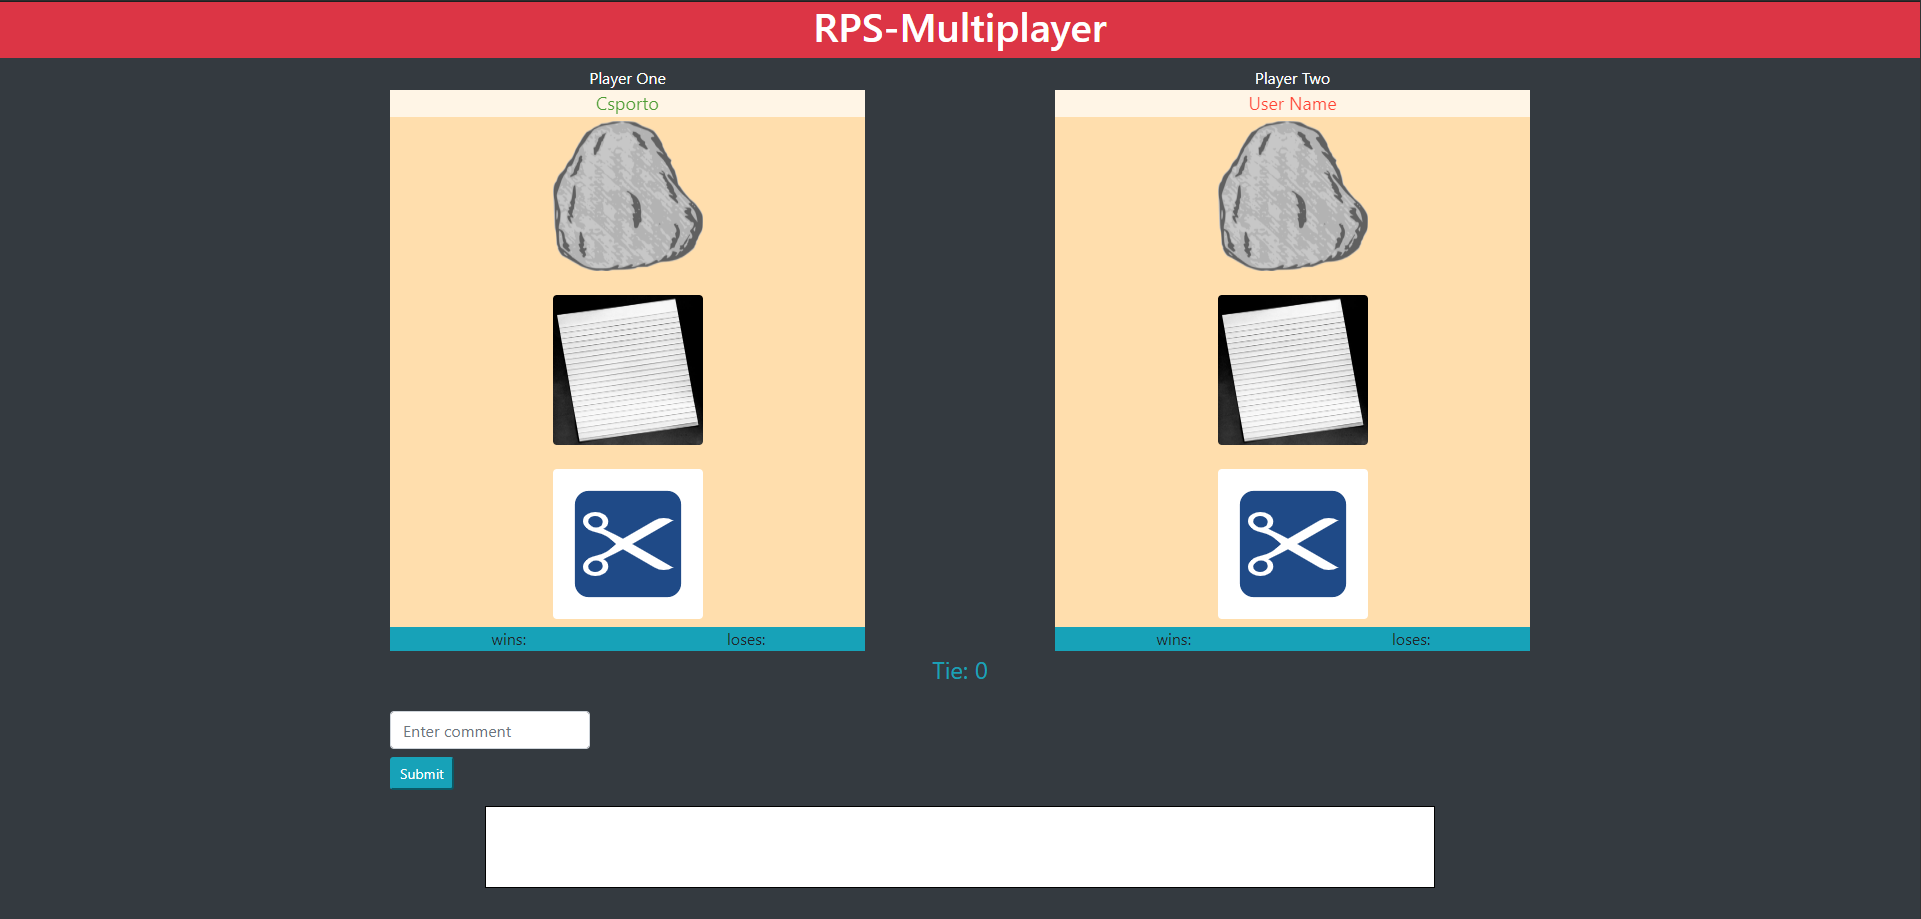 RPS-Multiplayer
Player One
Csporto
wins:
loses:
Player Two
User Name
wins:
loses:
Tie: 0
Enter comment
Submit